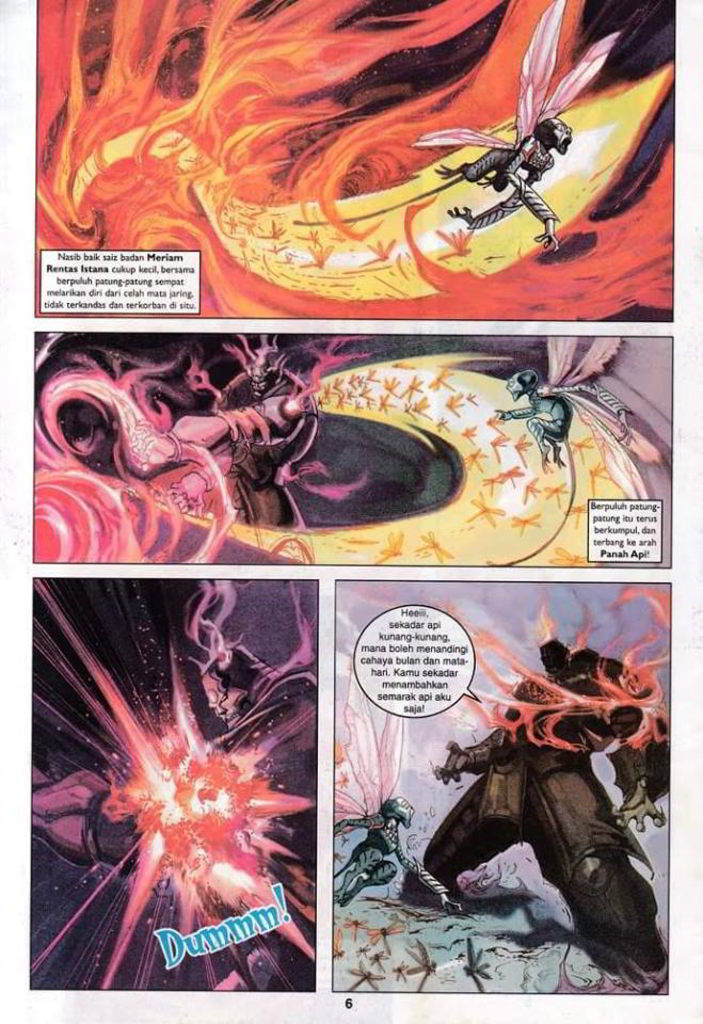 Nasib baik saiz badan Meriam
Rentas Istana cukup kecil, bersama
berpuluh patung-patung sempat
melarikan diri dari celah mata jaring,
tidak terkandas dan terkorban di situ.
Berpuluh patung-
patung itu terus
berkumpul, dan
terbang ke arah
Panah Api!
Dummm!
Heeiii,
sekadar api
kunang-kunang,
mana boleh menandingi
cahaya bulan dan mata-
hari. Kamu sekadar
menambahkan
semarak api aku
saja!
6